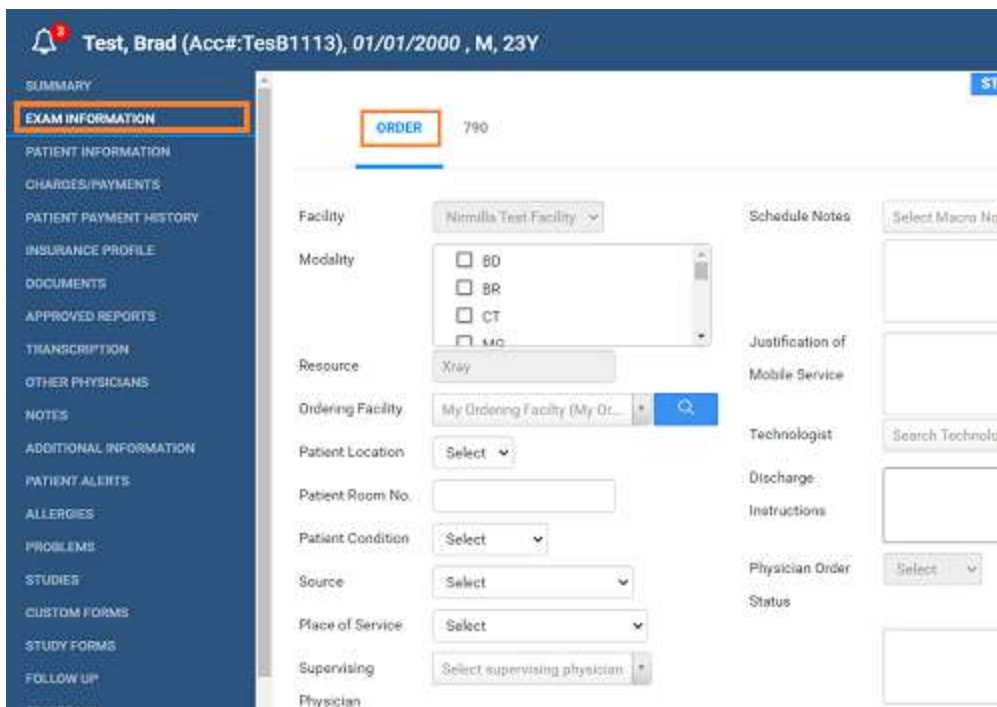 3
Test, Brad (Acc#:TesB1113), 01/01/2000 , M, 23Y
SUMMARY
EXAM INFORMATION
PATIENT INFORMATION
CHARGES/PAYMENTS
PATIENT PAYMENT HISTORY
INSURANCE PROFILE
DOCUMENTS
APPROVED REPORTS
TRANSCRIPTION
OTHER PHYSICIANS
NOTES
ADDITIONAL INFORMATION
PATIENT ALERTS
ALLERGIES
PROBLEMS
STUDIES
CUSTOM FORMS
STUDY FORMS
FOLLOW UP
ST
ORDER
790
Facility
Nirmilla Test Facility
Modality
BD
BR
CT
MG
Resource
Xray
Ordering Facility
My Ordering Facilty (My Or...
Patient Location
Select
Patient Room No.
Patient Condition
Select
Source
Select
Place of Service
Select
Supervising
Physician
Select supervising physician
Schedule Notes
Select Macro No
Justification of
Mobile Service
Technologist
Search Technolo
Discharge
Instructions
Physician Order
Status
Select